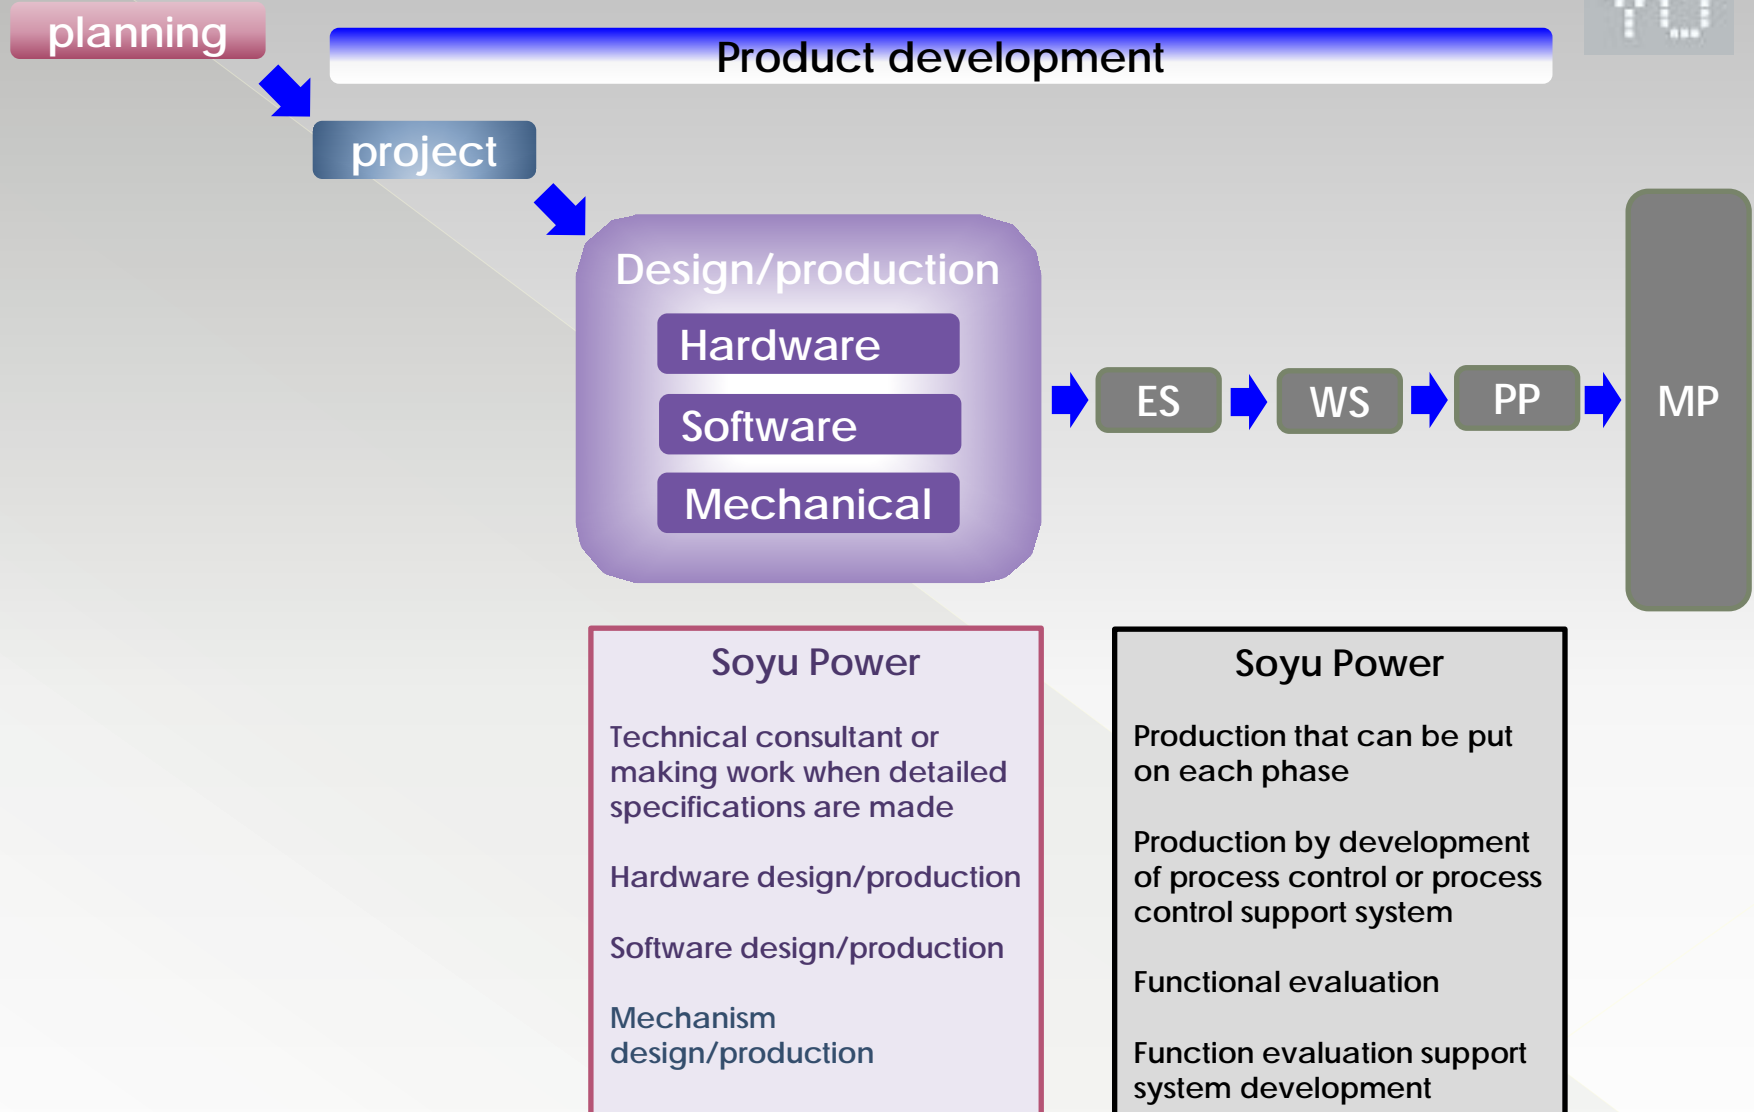 planning
Product development
project
Design/production
Hardware
Software
Mechanical
ES
WS
PP
MP
Soyu Power
Technical consultant or
making work when detailed
specifications are made
Hardware design/production
Software design/production
Mechanism
design/production
Soyu Power
Production that can be put
on each phase
Production by development
of process control or process
control support system
Functional evaluation
Function evaluation support
system development